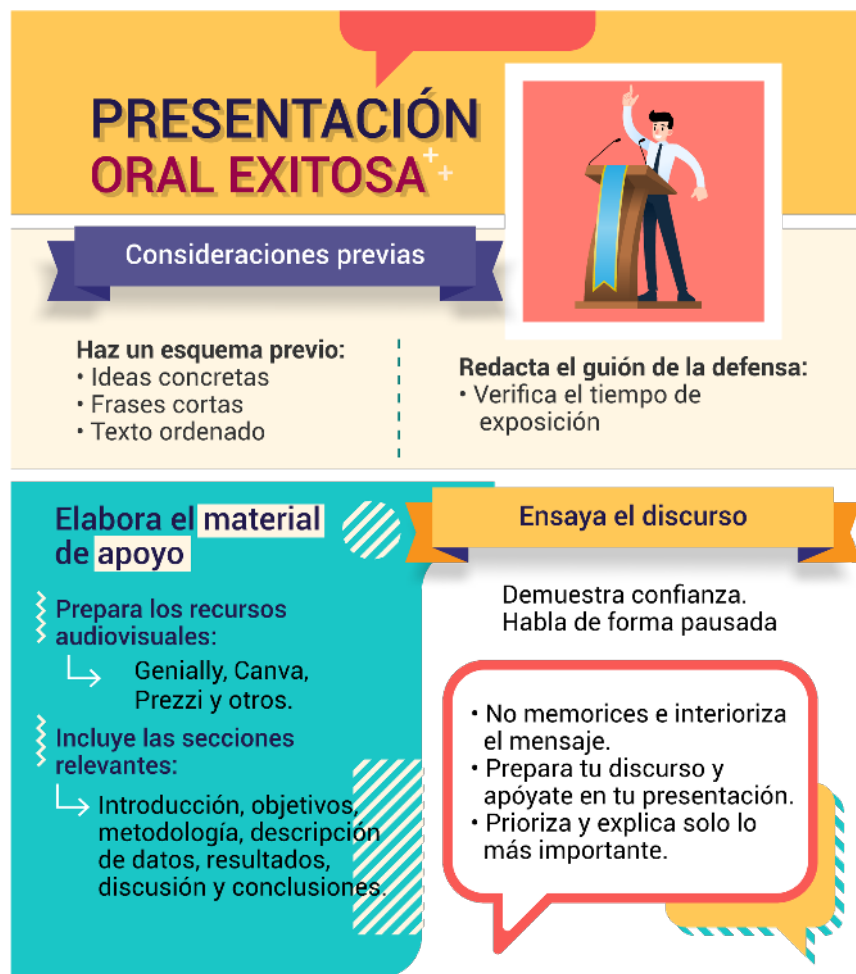 PRESENTACIÓN
ORAL EXITOSA
Consideraciones previas
Haz un esquema previo:
• Ideas concretas
• Frases cortas
• Texto ordenado
Redacta el guión de la defensa:
• Verifica el tiempo de
exposición
Elabora el material
de apoyo
Prepara los recursos
audiovisuales:
Genially, Canva,
Prezzi y otros.
Incluye las secciones
relevantes:
Introducción, objetivos,
metodología, descripción
de datos, resultados,
discusión y conclusiones.
Ensaya el discurso
Demuestra confianza.
Habla de forma pausada
• No memorices e interioriza
el mensaje.
• Prepara tu discurso y
apóyate en tu presentación.
• Prioriza y explica solo lo
más importante.